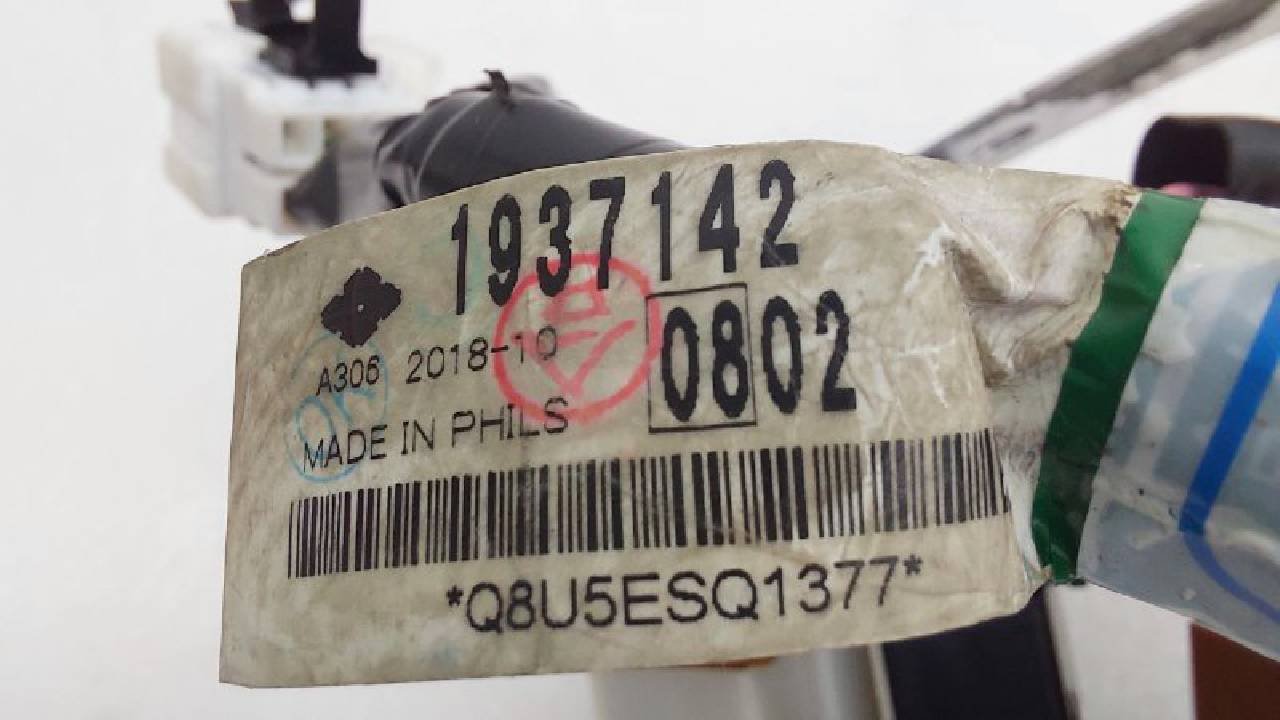 1937142
0802
A306 2018-10
MADE IN PHILS
*Q8U5ESQ1377*